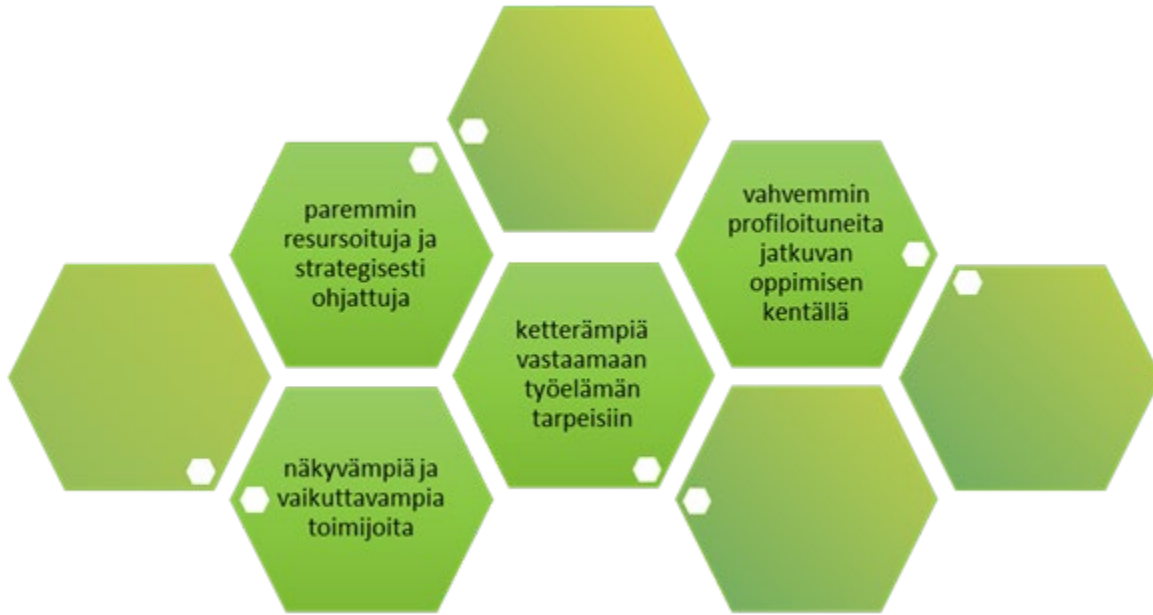 paremmin
resursoituja ja
strategisesti
ohjattuja
vahvemmin
profiloituneita
jatkuvan
oppimisen
kentällä
ketterämpiä
vastaamaan
työelämän
tarpeisiin
näkyvämpiä ja
vaikuttavampia
toimijoita